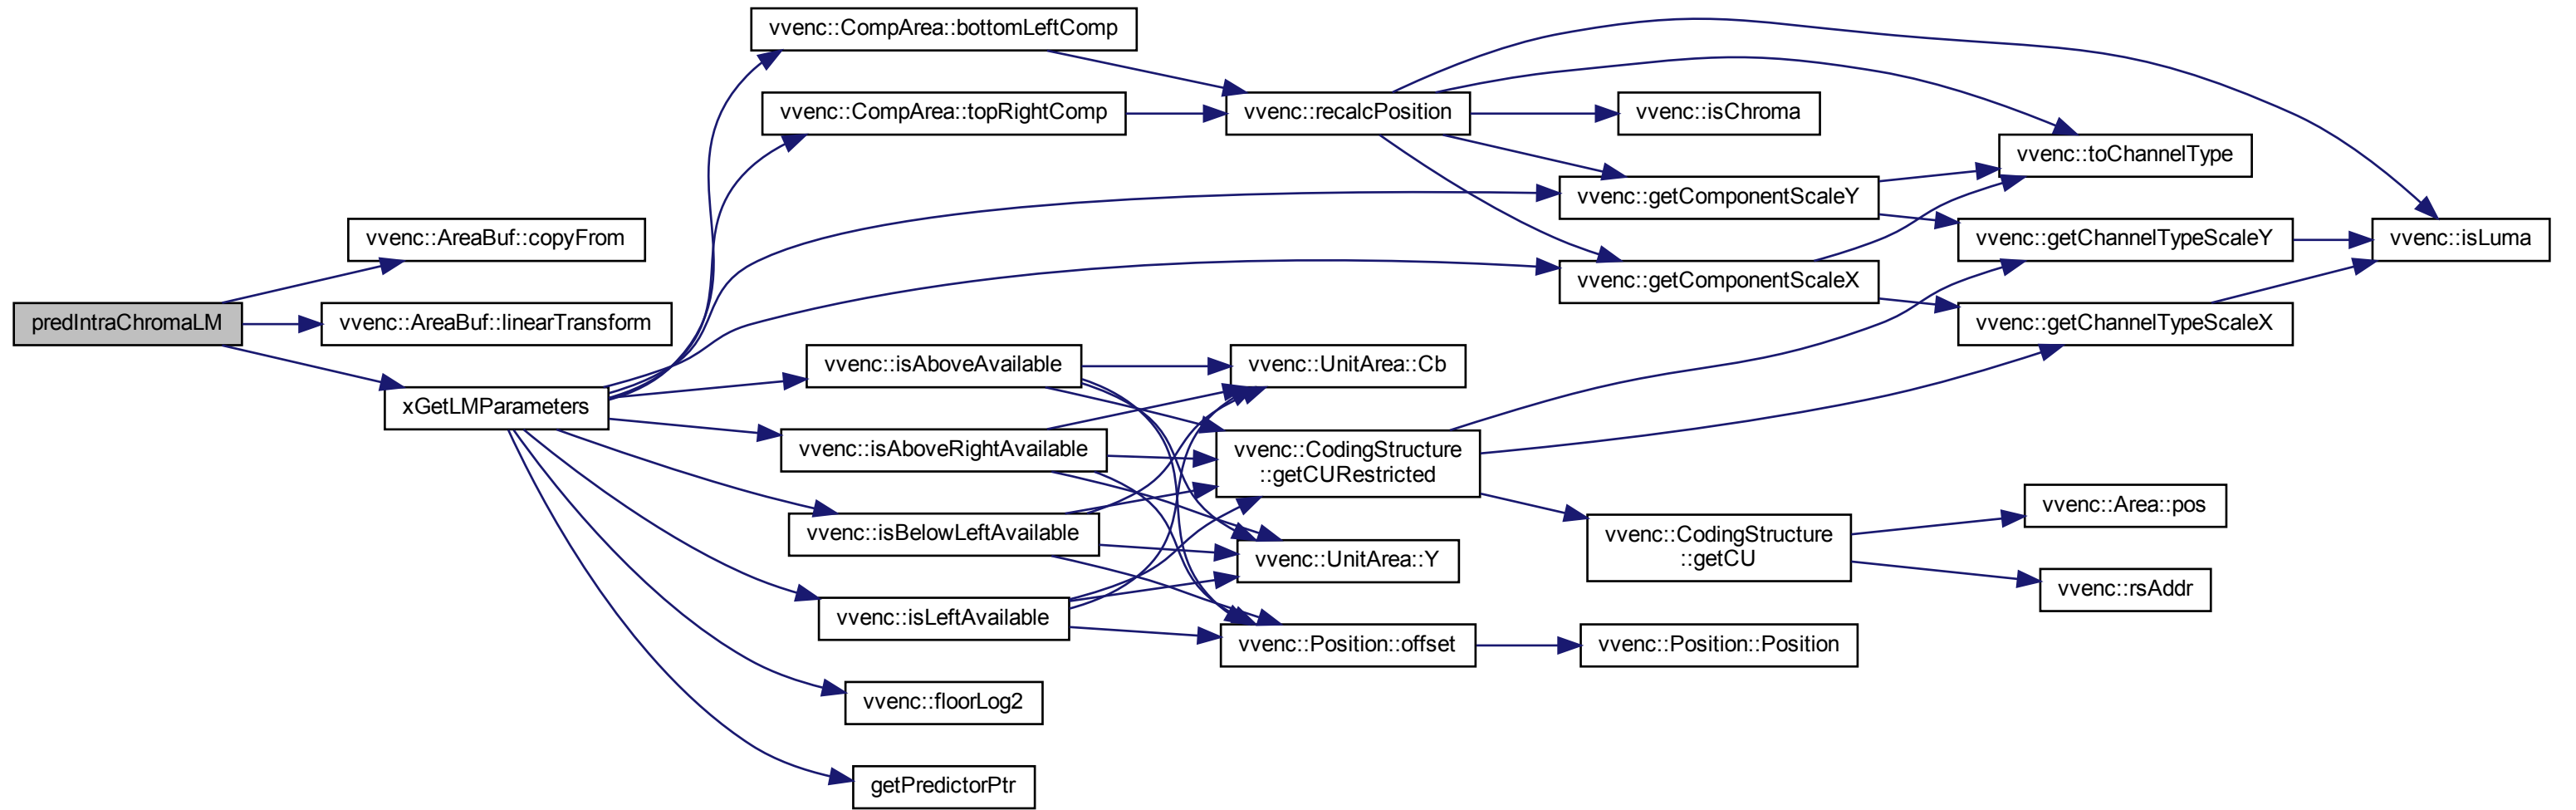 predIntraChromaLM
vvenc::AreaBuf::copyFrom
vvenc::AreaBuf::linearTransform
xGetLMParameters
vvenc::CompArea::bottomLeftComp
vvenc::CompArea::topRightComp
vvenc::isAboveAvailable
vvenc::isAboveRightAvailable
vvenc::isBelowLeftAvailable
vvenc::isLeftAvailable
vvenc::floorLog2
getPredictorPtr
vvenc::recalcPosition
vvenc::UnitArea::Cb
vvenc::CodingStructure
::getCURestricted
vvenc::UnitArea::Y
vvenc::Position::offset
vvenc::isChroma
vvenc::getComponentScaleY
vvenc::getComponentScaleX
vvenc::CodingStructure
::getCU
vvenc::Position::Position
vvenc::toChannelType
vvenc::getChannelTypeScaleY
vvenc::getChannelTypeScaleX
vvenc::Area::pos
vvenc::rsAddr
vvenc::isLuma